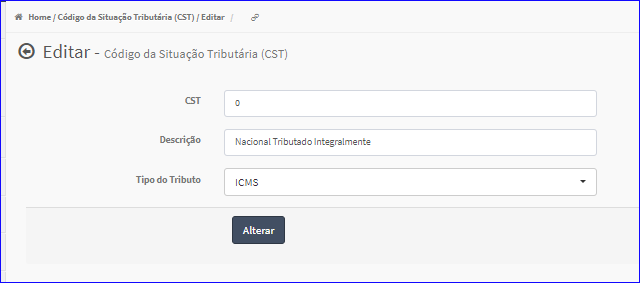 Home / Código da Situação Tributária (CST) / Editar /
Editar - Código da Situação Tributária (CST)
CST 0
Descrição Nacional Tributado Integralmente
Tipo do Tributo ICMS
Alterar